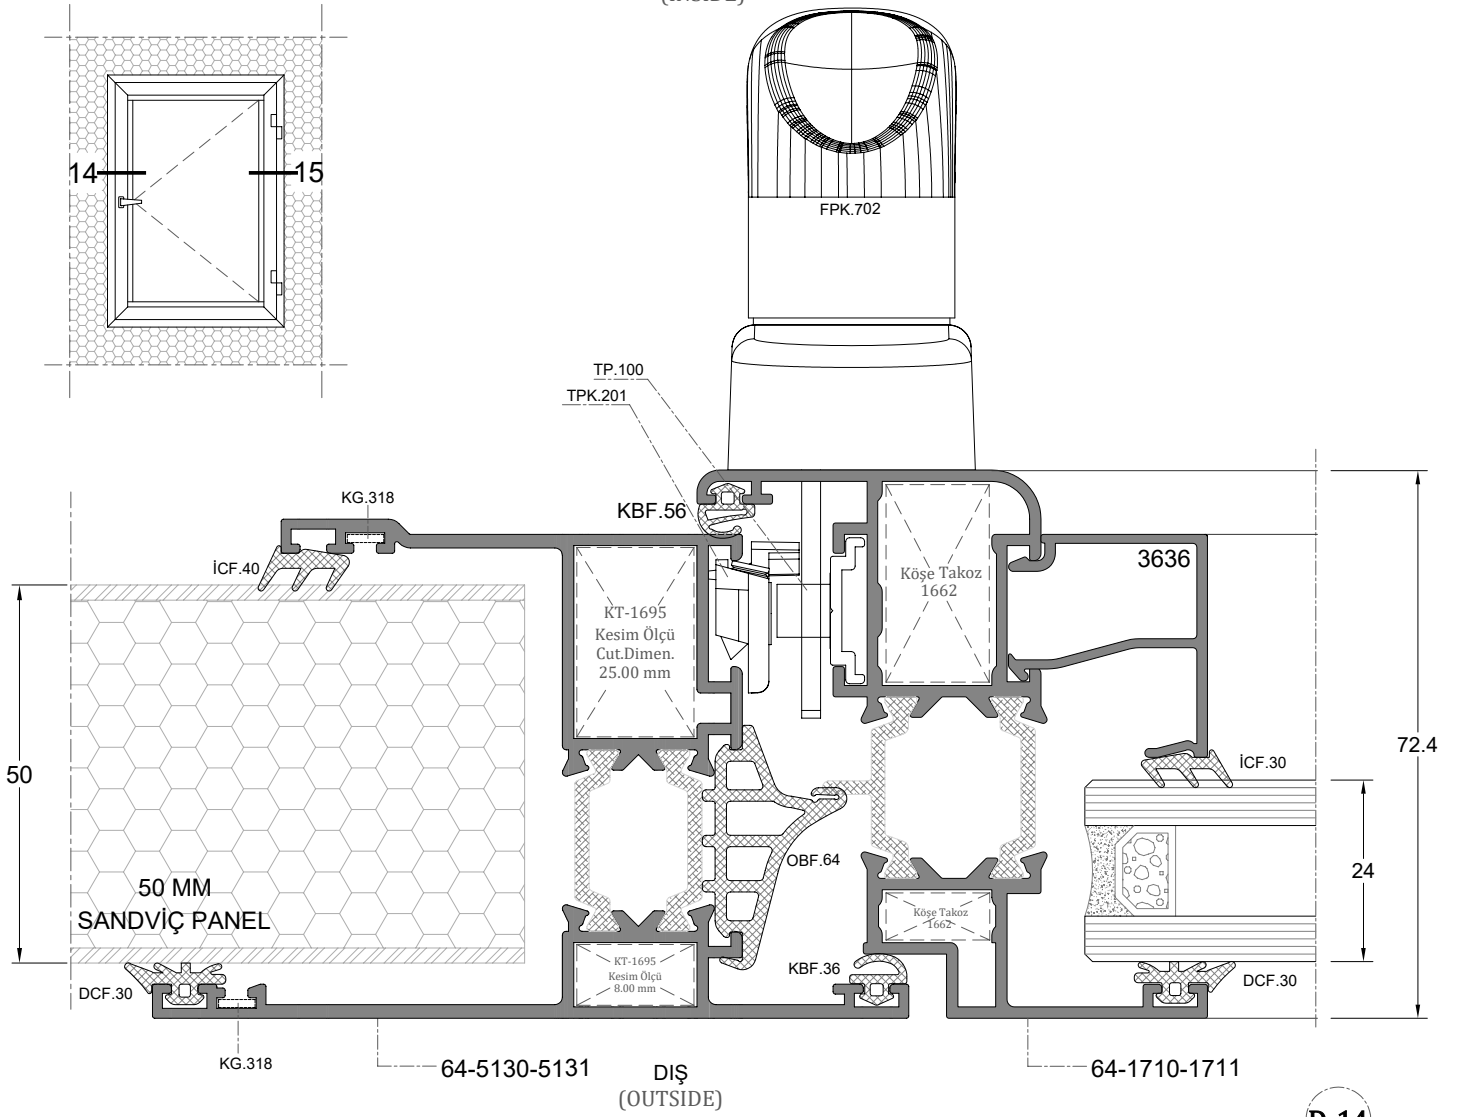 (INSIDE)
14
15
FPK.702
TP.100
TPK.201
KG.318
KBF.56
İCF.40
3636
Köşe Takoz
1662
KT-1695
Kesim Ölçü
Cut.Dimen.
25.00 mm
72.4
50
İCF.30
OBF.64
24
50 MM
SANDVİÇ PANEL
Köşe Takoz
1662
KT-1695
Kesim Ölçü
8.00 mm
KBF.36
DCF.30
DCF.30
KG.318
64-5130-5131
DIŞ
(OUTSIDE)
64-1710-1711
D-14